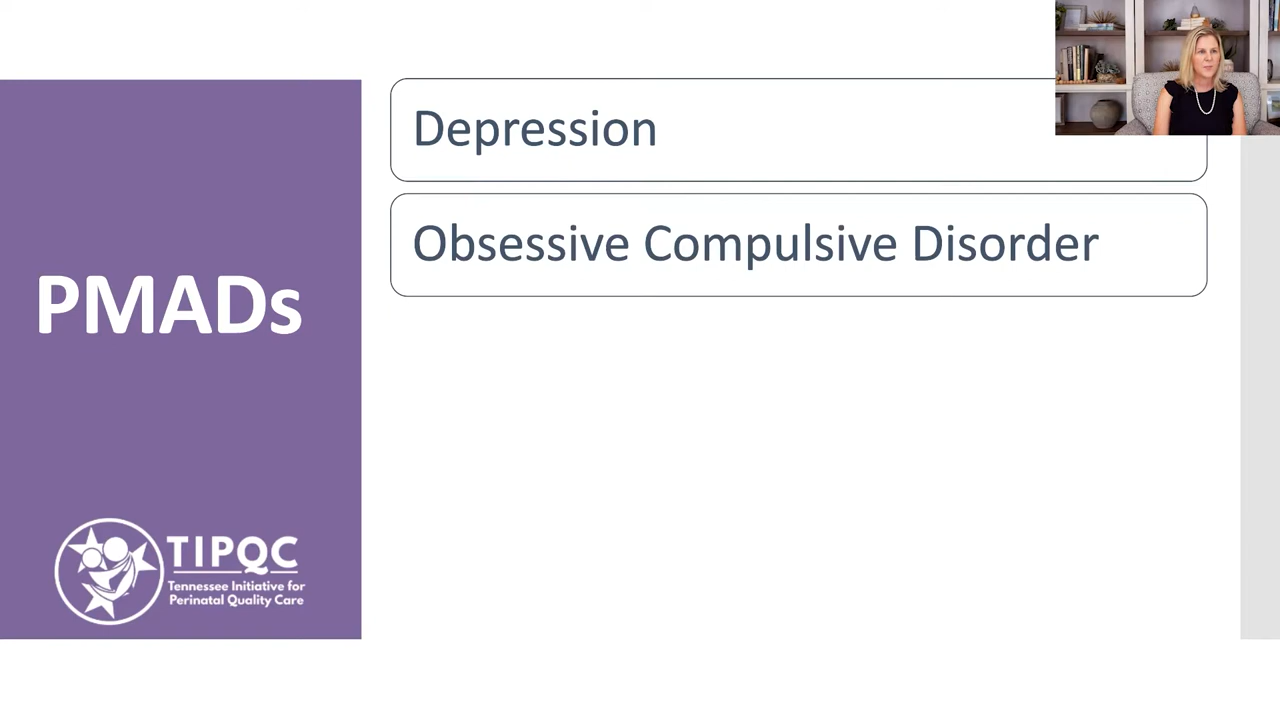 PMADs
Depression
Obsessive Compulsive Disorder
TIPQC
Tennessee Initiative for
Perinatal Quality Care